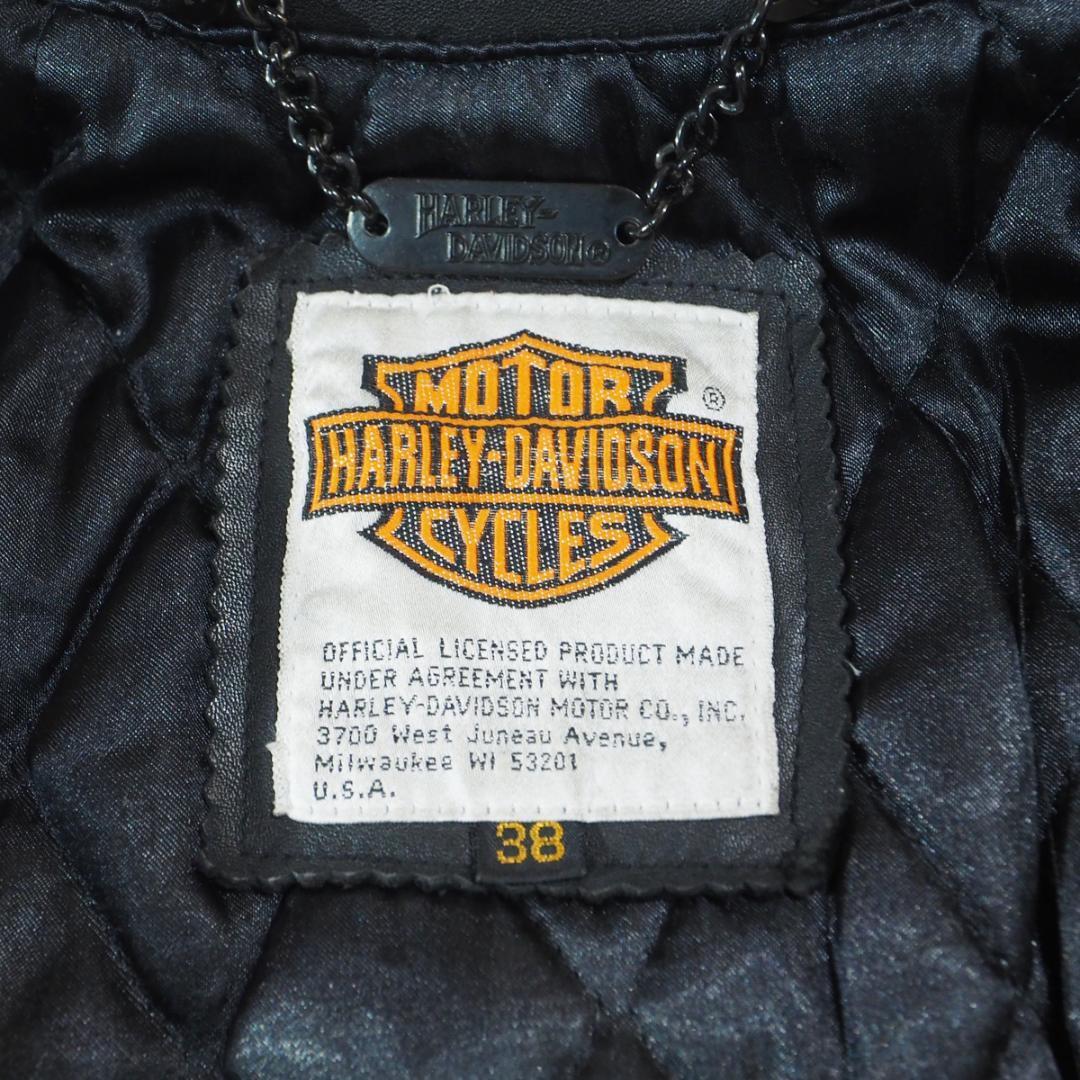 HARLEY-
DAVIDSON®
MOTOR
®
HARLEY-DAVIDSON
CYCLES
OFFICIAL LICENSED PRODUCT MADE
UNDER AGREEMENT WITH
HARLEY-DAVIDSON MOTOR CO., INC.
3700 West Juneau Avenue,
Milwaukee WI 53201
U.S.A.
38